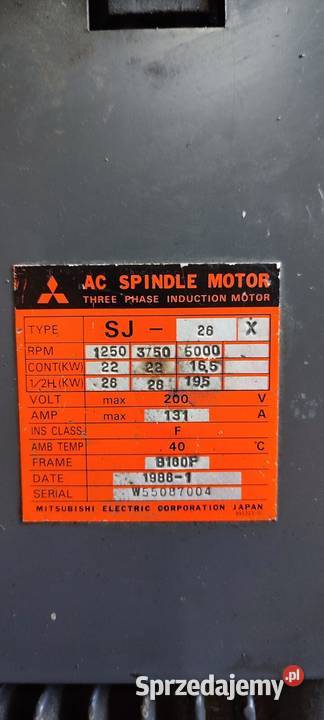 AC SPINDLE MOTOR
THREE PHASE INDUCTION MOTOR
TYPE SJ - 26 X
RPM 1250 3750 5000
CONT(KW) 22 22 16,5
1/2H.(KW) 26 26 19,5
VOLT max 200 V
AMP max 131 A
INS CLASS F
AMB TEMP 40 °C
FRAME B160F
DATE 1988-1
SERIAL W55087004
MITSUBISHI ELECTRIC CORPORATION JAPAN
Sprzedajemy.pl